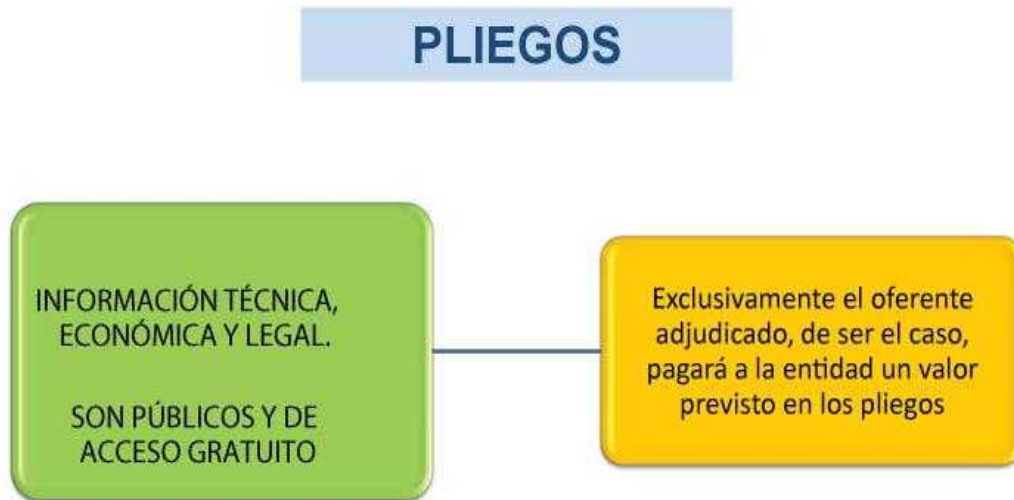 PLIEGOS
INFORMACIÓN TÉCNICA,
ECONÓMICA Y LEGAL.
SON PÚBLICOS Y DE
ACCESO GRATUITO
Exclusivamente el oferente
adjudicado, de ser el caso,
pagará a la entidad un valor
previsto en los pliegos